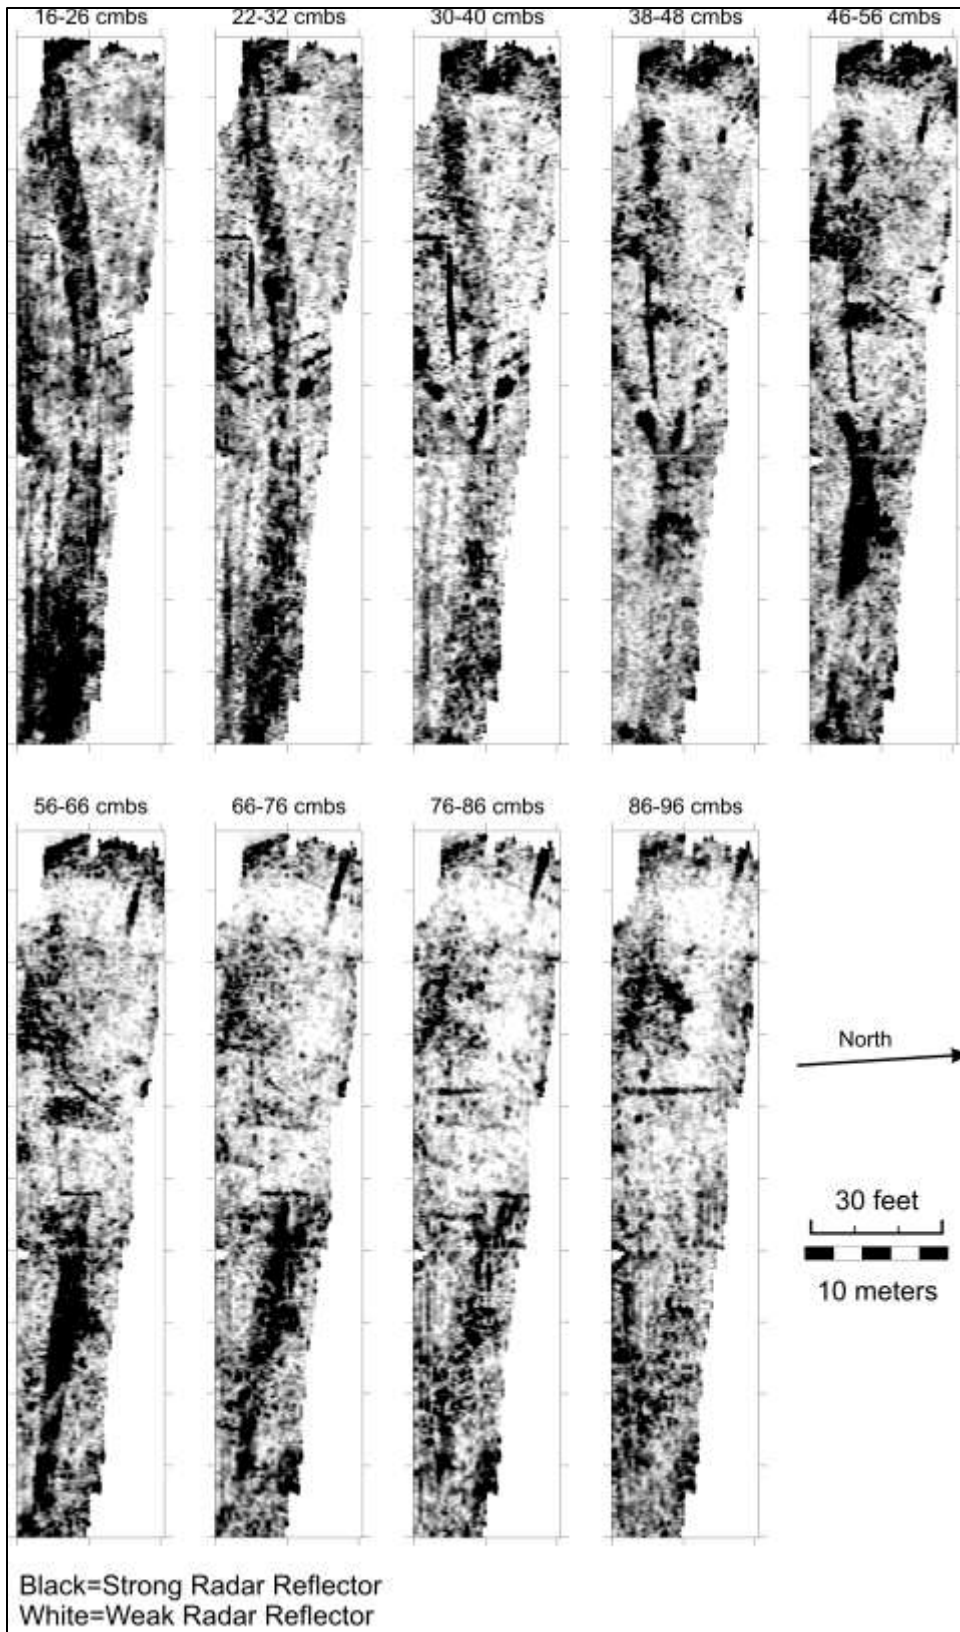 16-26 cmbs
22-32 cmbs
30-40 cmbs
38-48 cmbs
46-56 cmbs
56-66 cmbs
66-76 cmbs
76-86 cmbs
86-96 cmbs
North
30 feet
10 meters
Black=Strong Radar Reflector
White=Weak Radar Reflector